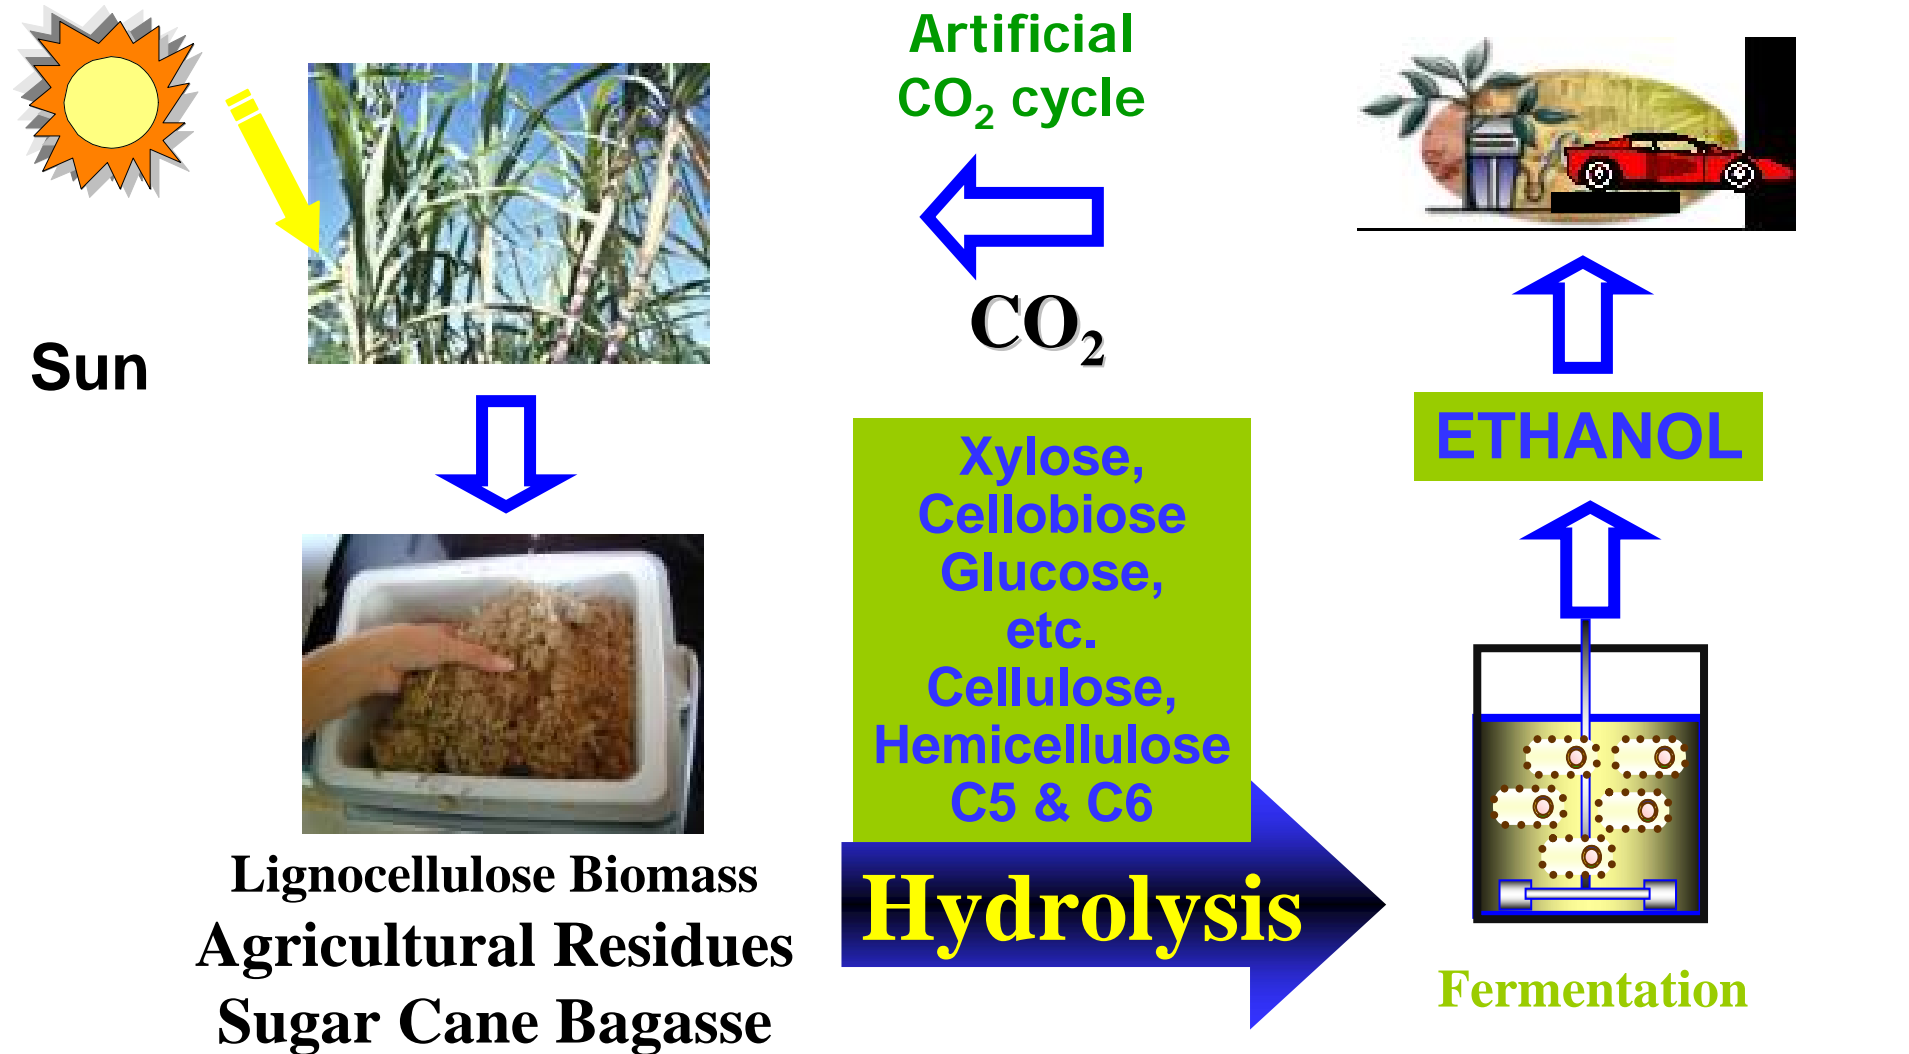 Artificial
CO₂ cycle
CO₂
Sun
ETHANOL
Xylose,
Cellobiose
Glucose,
etc.
Cellulose,
Hemicellulose
C5 & C6
Hydrolysis
Lignocellulose Biomass
Agricultural Residues
Sugar Cane Bagasse
Fermentation